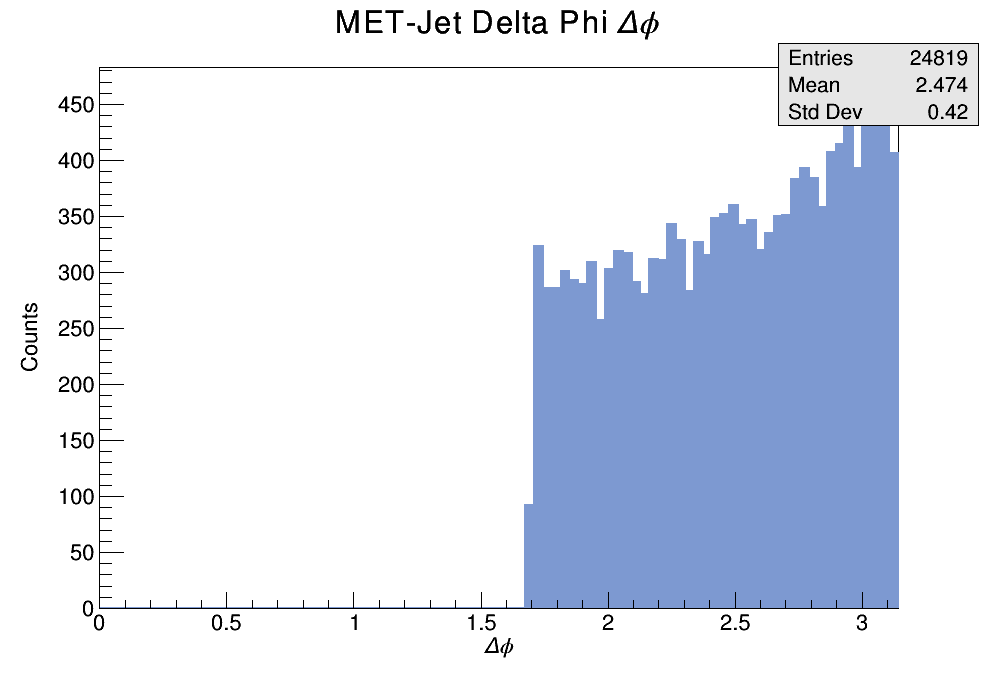 MET-Jet Delta Phi Δϕ
Entries 24819
Mean 2.474
Std Dev 0.42
450
400
350
300
250
200
150
100
50
0
0 0.5 1 1.5 2 2.5 3
Counts
Δϕ